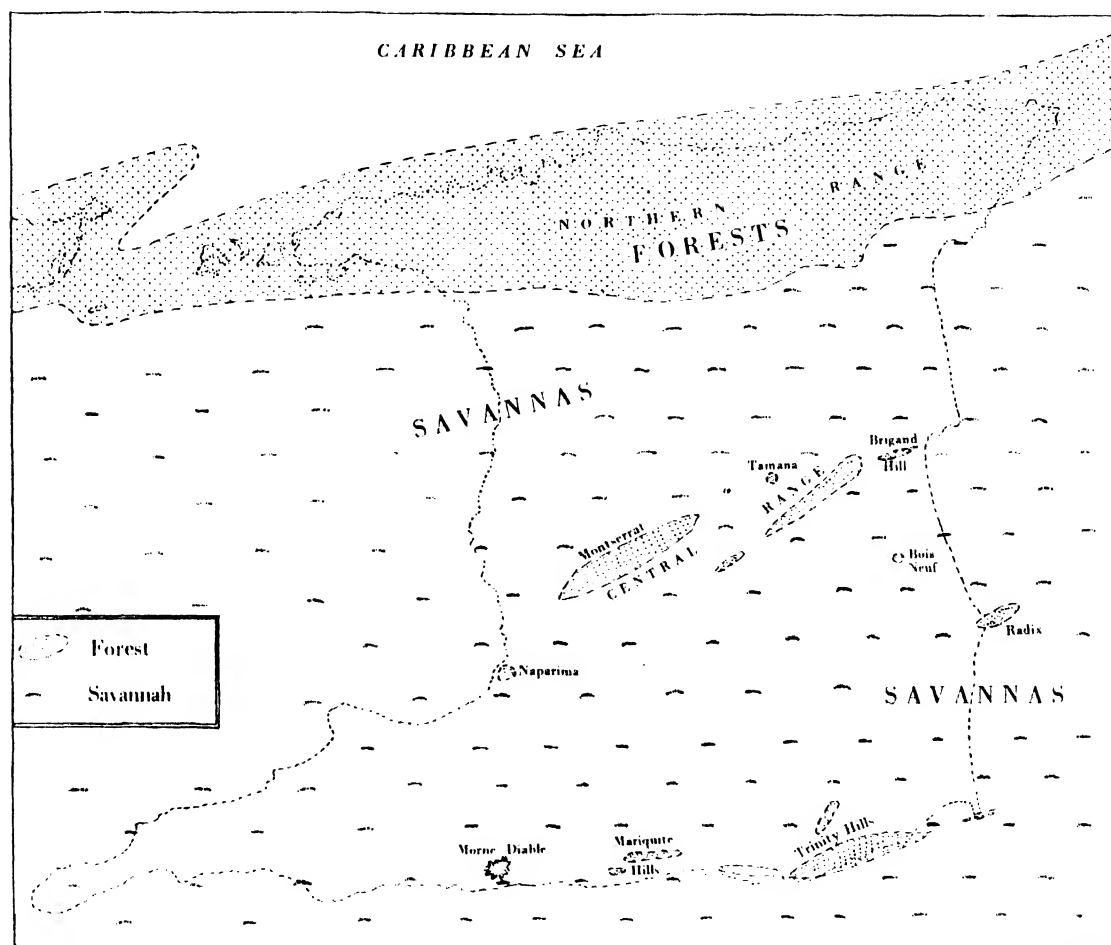 CARIBBEAN SEA
NORTHERN RANGE
FORESTS
SAVANNAS
Brigand
Hill
Tamana
RANGE
Montserrat
CENTRAL
Bois
Neuf
Radix
Forest
Savannah
Naparima
SAVANNAS
Mariquite
Hills
Morne Diable
Trinity Hills